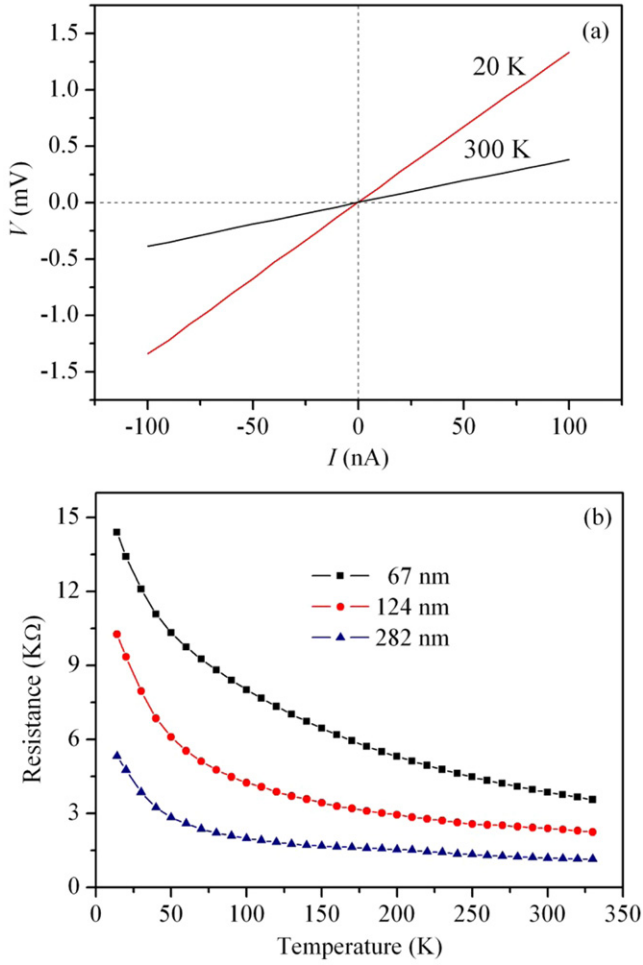 (a)
1.5
1.0
0.5
0.0
-0.5
-1.0
-1.5
V (mV)
20 K
300 K
-100
-50
0
50
100
I (nA)
(b)
15
12
9
6
3
0
Resistance (KΩ)
67 nm
124 nm
282 nm
0
50
100
150
200
250
300
350
Temperature (K)